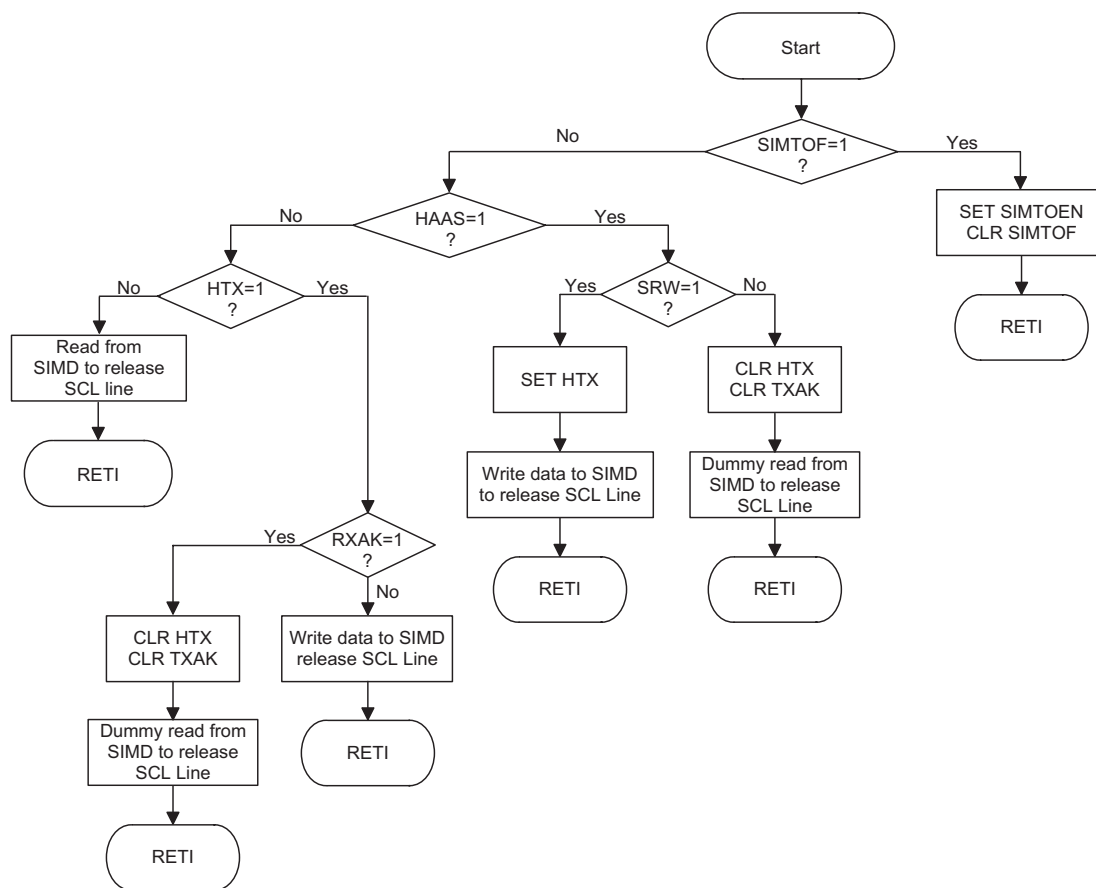 Start
SIMTOF=1
?
No
Yes
SET SIMTOEN
CLR SIMTOF
RETI
HAAS=1
?
No
Yes
HTX=1
?
No
Yes
SRW=1
?
Yes
No
Read from
SIMD to release
SCL line
RETI
SET HTX
CLR HTX
CLR TXAK
Write data to SIMD
to release SCL Line
Dummy read from
SIMD to release
SCL Line
RETI
RETI
RXAK=1
?
Yes
No
CLR HTX
CLR TXAK
Write data to SIMD
release SCL Line
Dummy read from
SIMD to release
SCL Line
RETI
RETI